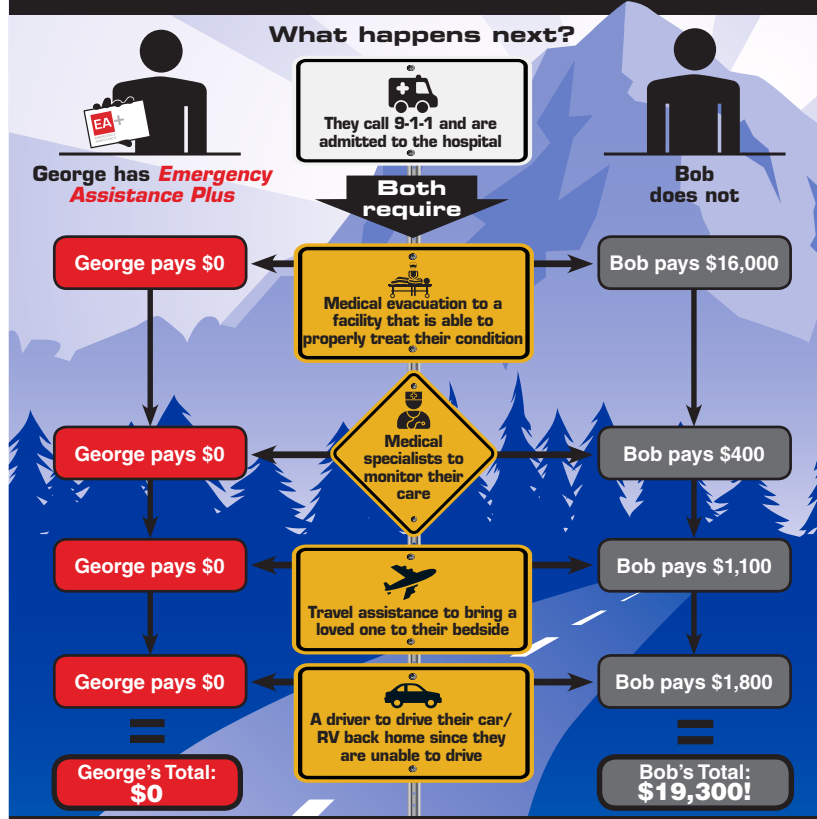 What happens next?
They call 9-1-1 and are
admitted to the hospital
EA+
George has Emergency
Assistance Plus
Bob
does not
Both
require
George pays $0
Medical evacuation to a
facility that is able to
properly treat their condition
Bob pays $16,000
George pays $0
Medical
specialists to
monitor their
care
Bob pays $400
George pays $0
Travel assistance to bring a
loved one to their bedside
Bob pays $1,100
George pays $0
A driver to drive their car/
RV back home since they
are unable to drive
Bob pays $1,800
=
=
George's Total:
$0
Bob's Total:
$19,300!